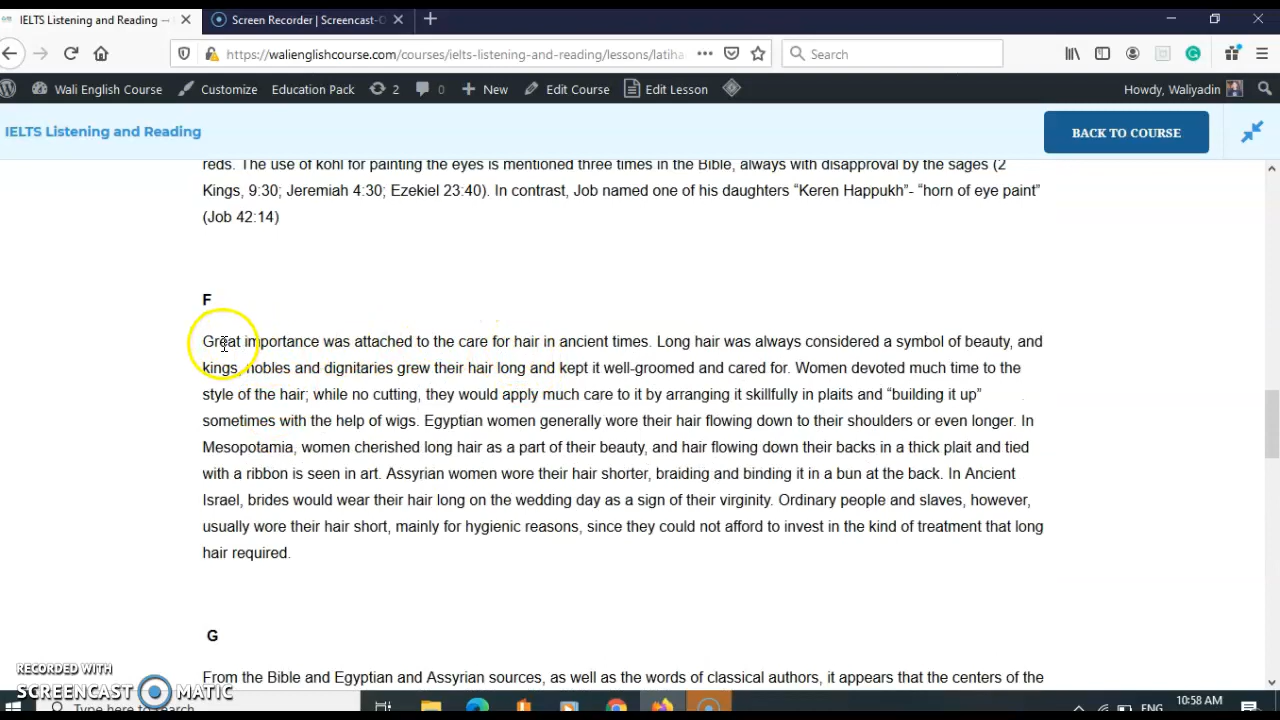 IELTS Listening and Reading —
Screen Recorder | Screencast-O
https://walienglishcourse.com/courses/ielts-listening-and-reading/lessons/latiha
Search
Wali English Course
Customize
Education Pack
2
0
New
Edit Course
Edit Lesson
Howdy, Waliyadin
IELTS Listening and Reading
BACK TO COURSE
reds. The use of kohl for painting the eyes is mentioned three times in the Bible, always with disapproval by the sages (2
Kings, 9:30; Jeremiah 4:30; Ezekiel 23:40). In contrast, Job named one of his daughters “Keren Happukh”- “horn of eye paint”
(Job 42:14)
F
Great importance was attached to the care for hair in ancient times. Long hair was always considered a symbol of beauty, and
kings, nobles and dignitaries grew their hair long and kept it well-groomed and cared for. Women devoted much time to the
style of the hair; while no cutting, they would apply much care to it by arranging it skillfully in plaits and “building it up”
sometimes with the help of wigs. Egyptian women generally wore their hair flowing down to their shoulders or even longer. In
Mesopotamia, women cherished long hair as a part of their beauty, and hair flowing down their backs in a thick plait and tied
with a ribbon is seen in art. Assyrian women wore their hair shorter, braiding and binding it in a bun at the back. In Ancient
Israel, brides would wear their hair long on the wedding day as a sign of their virginity. Ordinary people and slaves, however,
usually wore their hair short, mainly for hygienic reasons, since they could not afford to invest in the kind of treatment that long
hair required.
G
From the Bible and Egyptian and Assyrian sources, as well as the words of classical authors, it appears that the centers of the
RECORDED WITH
SCREENCAST MATIC
Type here to search
ENG
10:58 AM